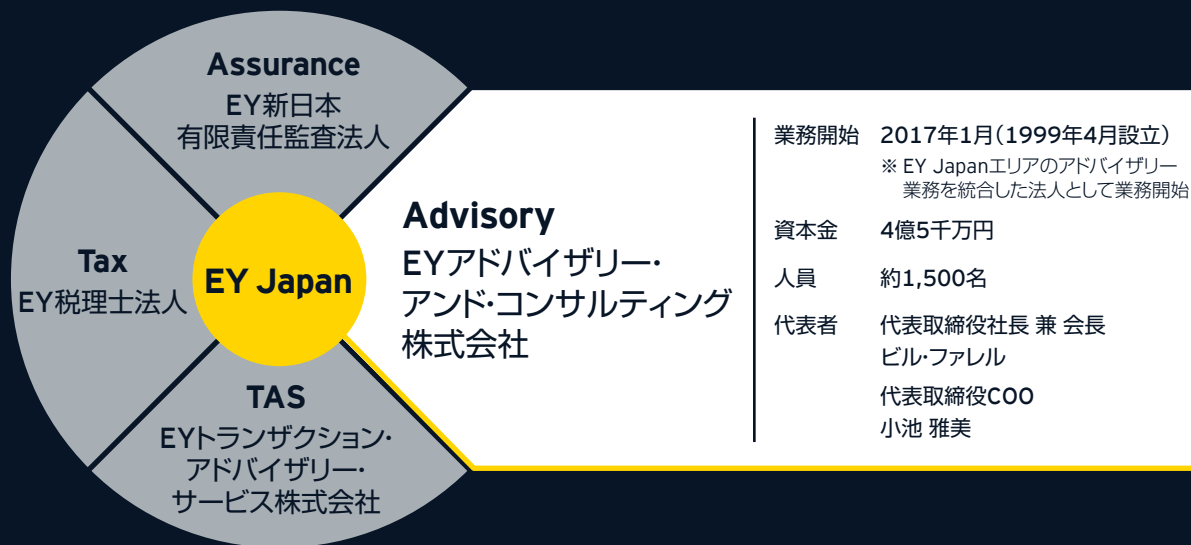 Assurance
EY新日本
有限責任監査法人
Tax
EY税理士法人
EY Japan
TAS
EYトランザクション・
アドバイザリー・
サービス株式会社
Advisory
EYアドバイザリー・
アンド・コンサルティング
株式会社
業務開始 2017年1月(1999年4月設立)
※ EY Japanエリアのアドバイザリー
業務を統合した法人として業務開始
資本金 4億5千万円
人員 約1,500名
代表者 代表取締役社長 兼 会長
ビル・ファレル
代表取締役COO
小池 雅美